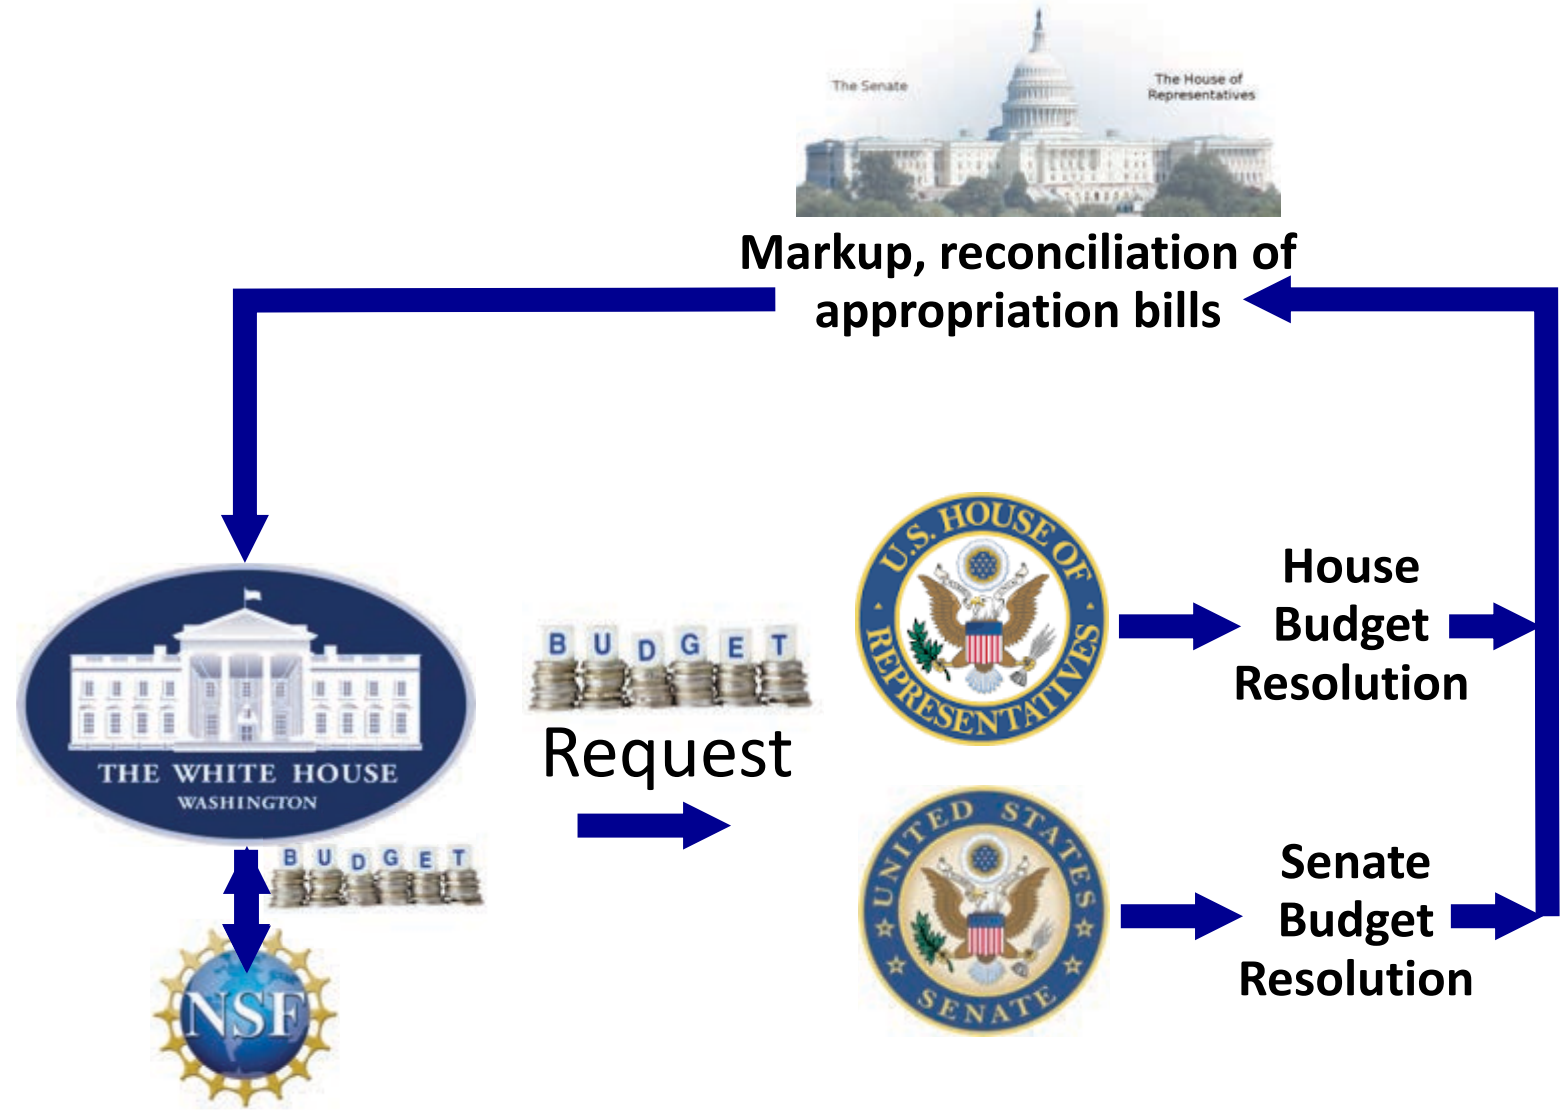 The Senate
The House of
Representatives
Markup, reconciliation of
appropriation bills
THE WHITE HOUSE
WASHINGTON
BUDGET
NSF
BUDGET
Request
U.S. HOUSE OF
REPRESENTATIVES
House
Budget
Resolution
UNITED STATES
SENATE
Senate
Budget
Resolution